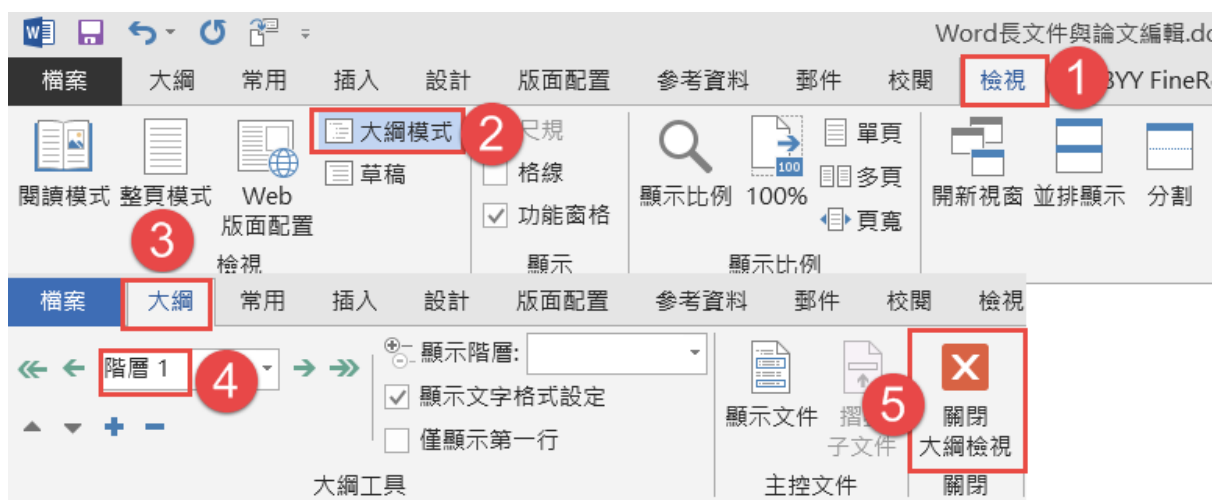 Word長文件與論文編輯.do
檔案 大綱 常用 插入 設計 版面配置 參考資料 郵件 校閱 檢視 1 BYY FineR
大綱模式 2 尺規 單頁
草稿 格線 100 多頁
閱讀模式 整頁模式 Web 版面配置 功能窗格 顯示比例 100% 頁寬 開新視窗 並排顯示 分割
3
檢視 顯示 顯示比例
檔案 大綱 常用 插入 設計 版面配置 參考資料 郵件 校閱 檢視
階層 1 4 顯示階層:
顯示文字格式設定
僅顯示第一行
顯示文件 子文件 5 關閉
大綱檢視
大綱工具 主控文件 關閉